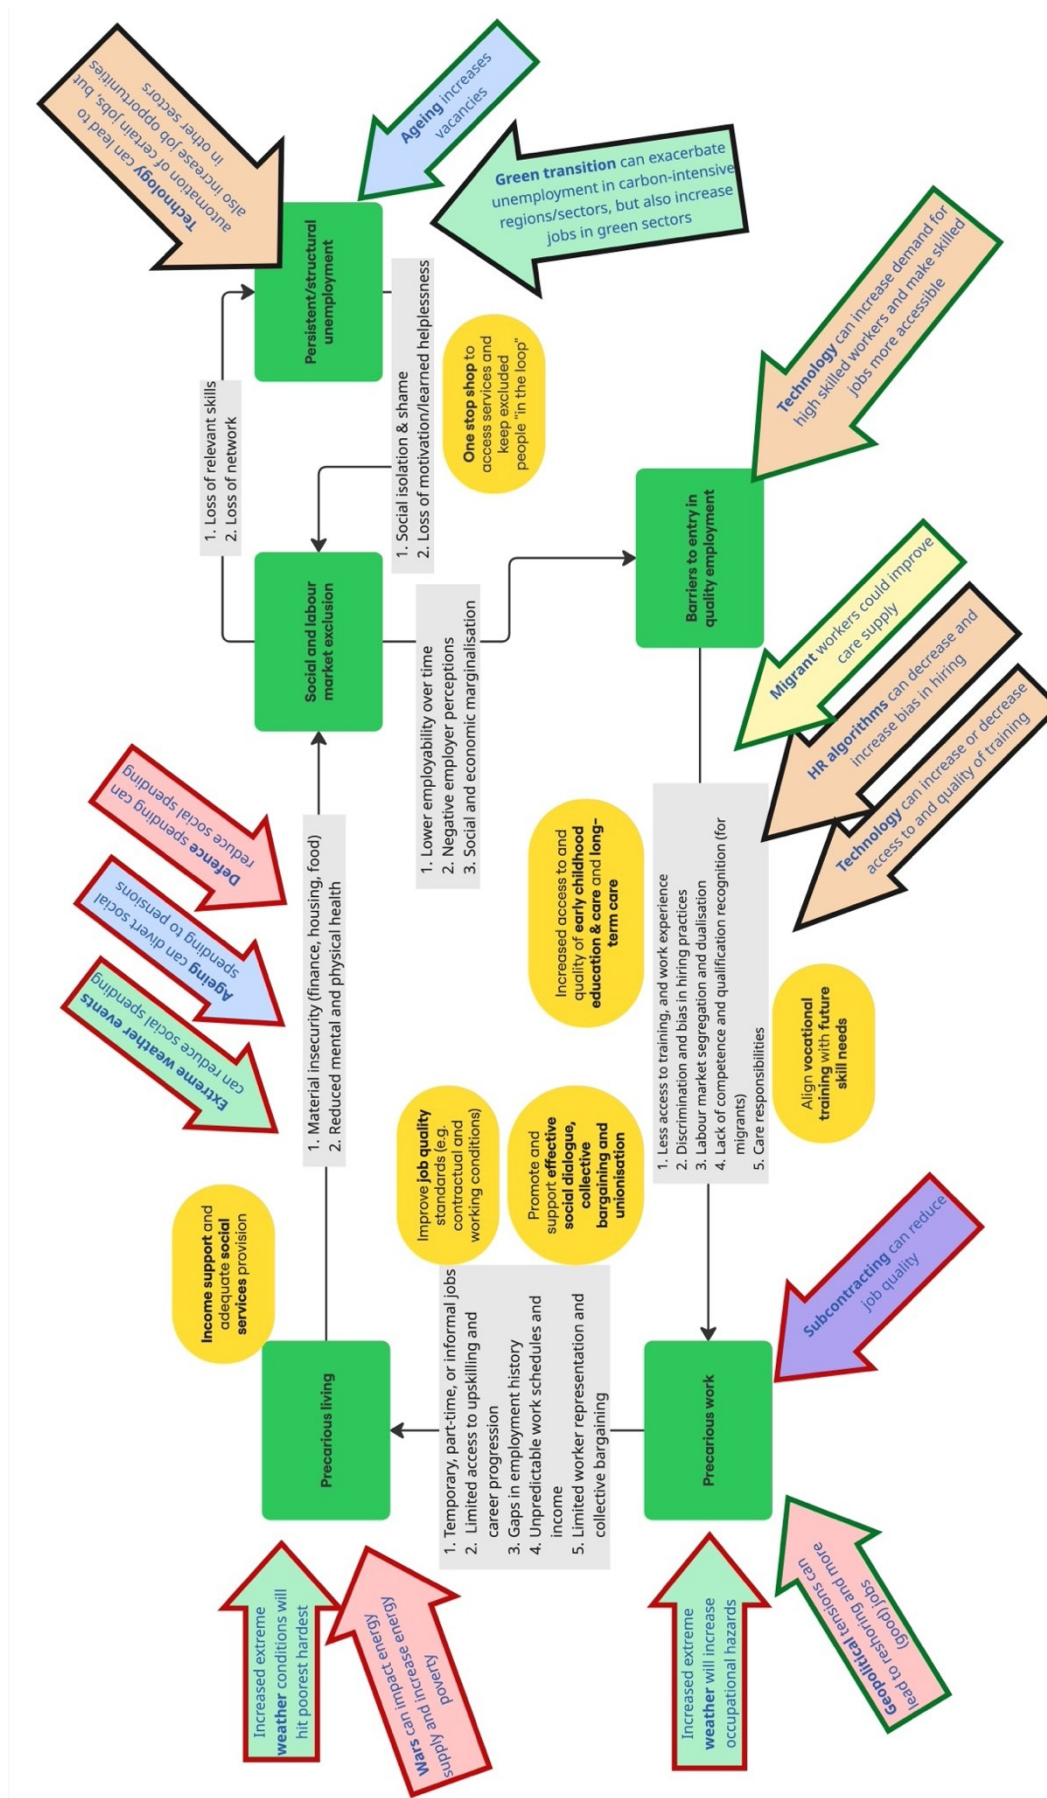 Increased extreme
weather conditions will
hit poorest hardest
Wars can impact energy
supply and increase energy
poverty
Precarious living
Income support and
adequate social
services provision
Extreme weather events
can reduce social spending
Ageing can divert social
spending to pensions
Defence spending can
reduce social spending
1. Material insecurity (finance, housing, food)
2. Reduced mental and physical health
Social and labour
market exclusion
1. Loss of relevant skills
2. Loss of network
Persistent/structural
unemployment
Technology can lead to
automation of certain jobs, but
also increase job opportunities
in other sectors
Ageing increases
vacancies
Green transition can exacerbate
unemployment in carbon-intensive
regions/sectors, but also increase
jobs in green sectors
1. Social isolation & shame
2. Loss of motivation/learned helplessness
One stop shop to
access services and
keep excluded
people "in the loop"
1. Lower employability over time
2. Negative employer perceptions
3. Social and economic marginalisation
Barriers to entry in
quality employment
Technology can increase demand for
high skilled workers and make skilled
jobs more accessible
Migrant workers could improve
care supply
HR algorithms can decrease and
increase bias in hiring
Technology can increase or decrease
access to and quality of training
Increased access to and
quality of early childhood
education & care and long-
term care
1. Less access to training, and work experience
2. Discrimination and bias in hiring practices
3. Labour market segregation and dualisation
4. Lack of competence and qualification recognition (for
migrants)
5. Care responsibilities
Align vocational
training with future
skill needs
Improve job quality
standards (e.g.
contractual and
working conditions)
Promote and
support effective
social dialogue,
collective
bargaining and
unionisation
1. Temporary, part-time, or informal jobs
2. Limited access to upskilling and
career progression
3. Gaps in employment history
4. Unpredictable work schedules and
income
5. Limited worker representation and
collective bargaining
Precarious work
Subcontracting can reduce
job quality
Increased extreme
weather will increase
occupational hazards
Geopolitical tensions can
lead to reshoring and more
(good) jobs